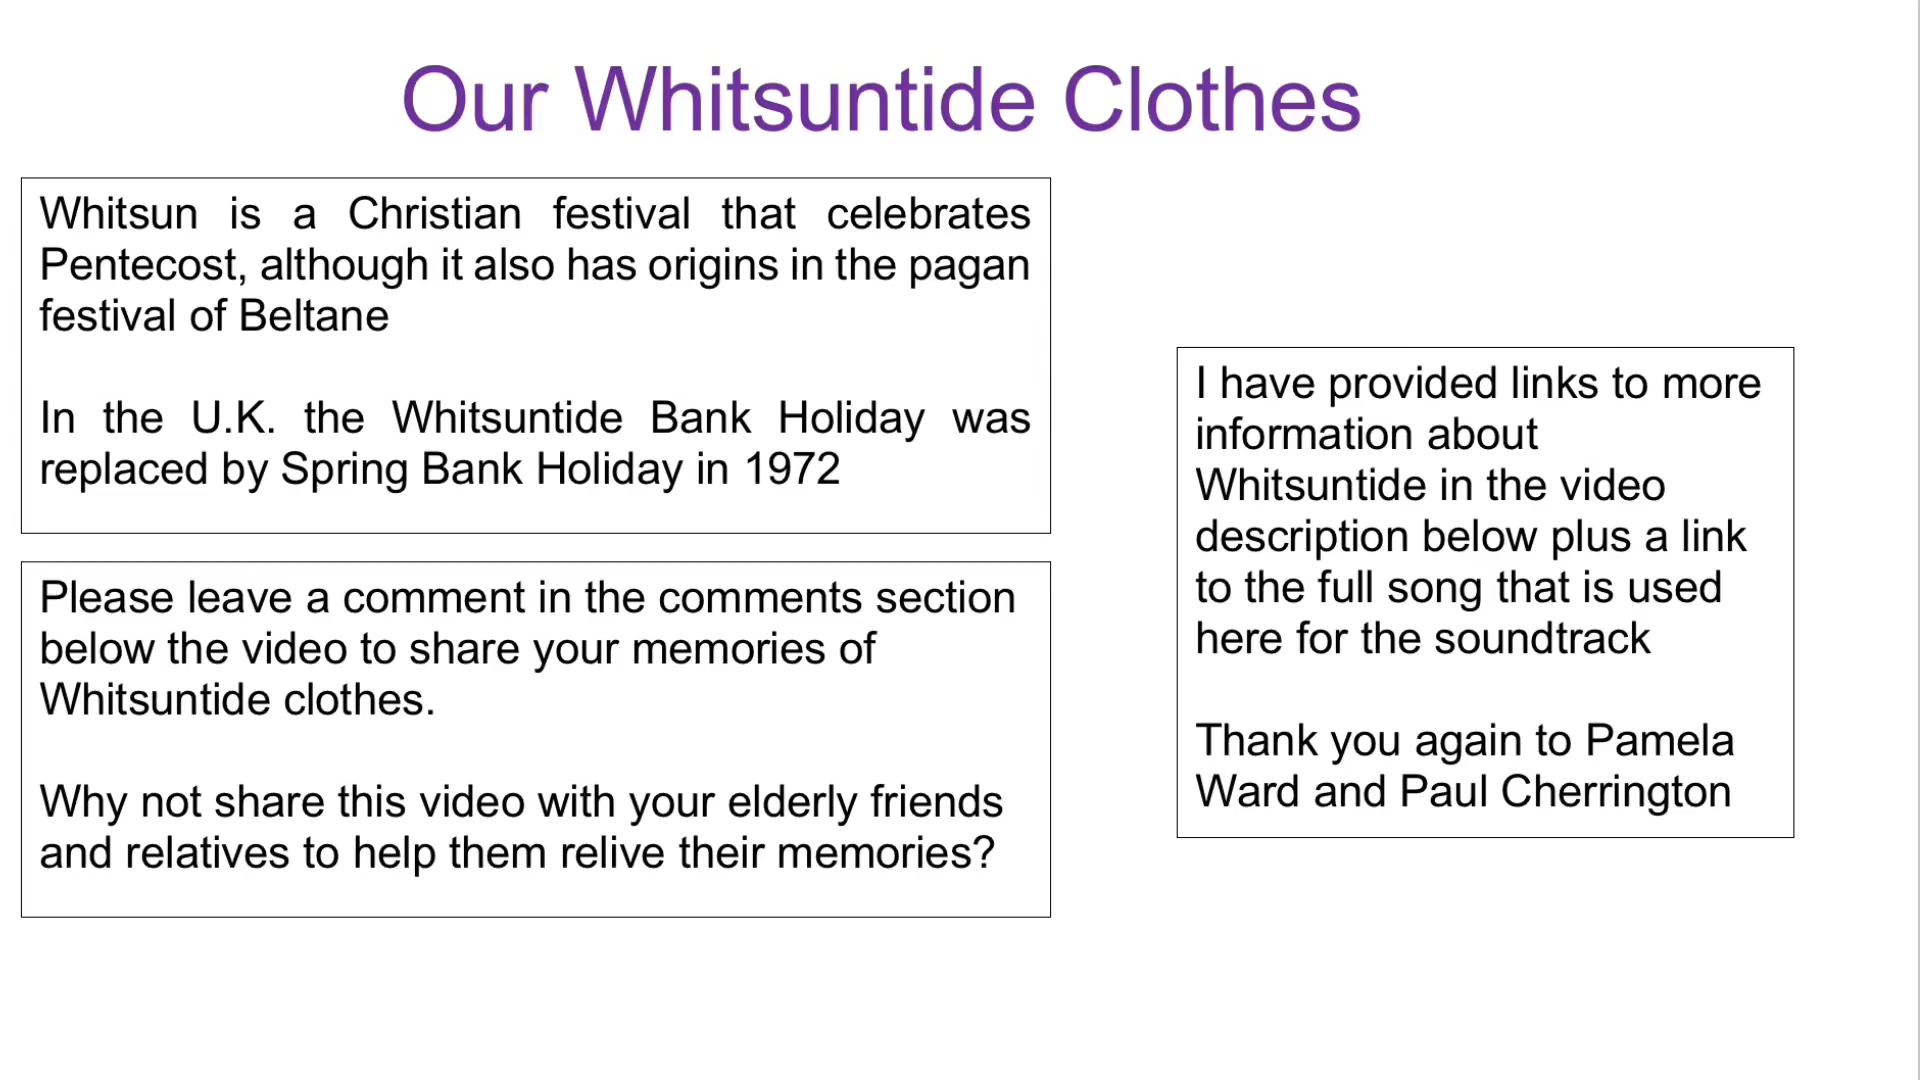 Our Whitsuntide Clothes
Whitsun is a Christian festival that celebrates
Pentecost, although it also has origins in the pagan
festival of Beltane
In the U.K. the Whitsuntide Bank Holiday was
replaced by Spring Bank Holiday in 1972
Please leave a comment in the comments section
below the video to share your memories of
Whitsuntide clothes.
Why not share this video with your elderly friends
and relatives to help them relive their memories?
I have provided links to more
information about
Whitsuntide in the video
description below plus a link
to the full song that is used
here for the soundtrack
Thank you again to Pamela
Ward and Paul Cherrington